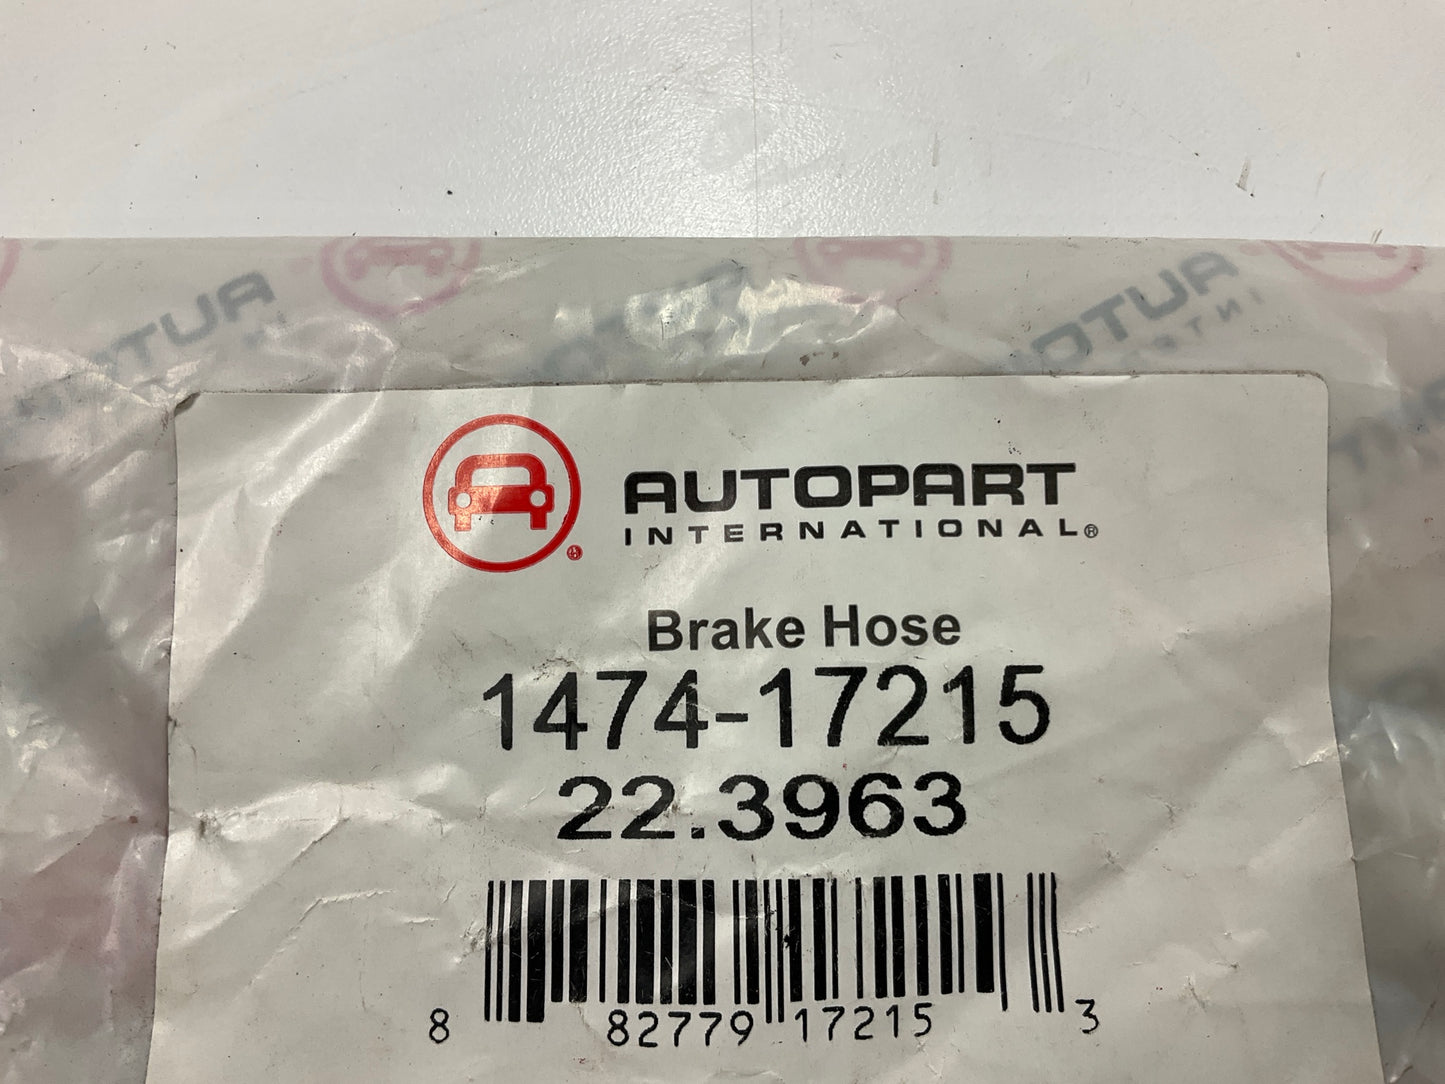 AUTOPART
INTERNATIONAL®
Brake Hose
1474-17215
22.3963
8 82779 17215 3